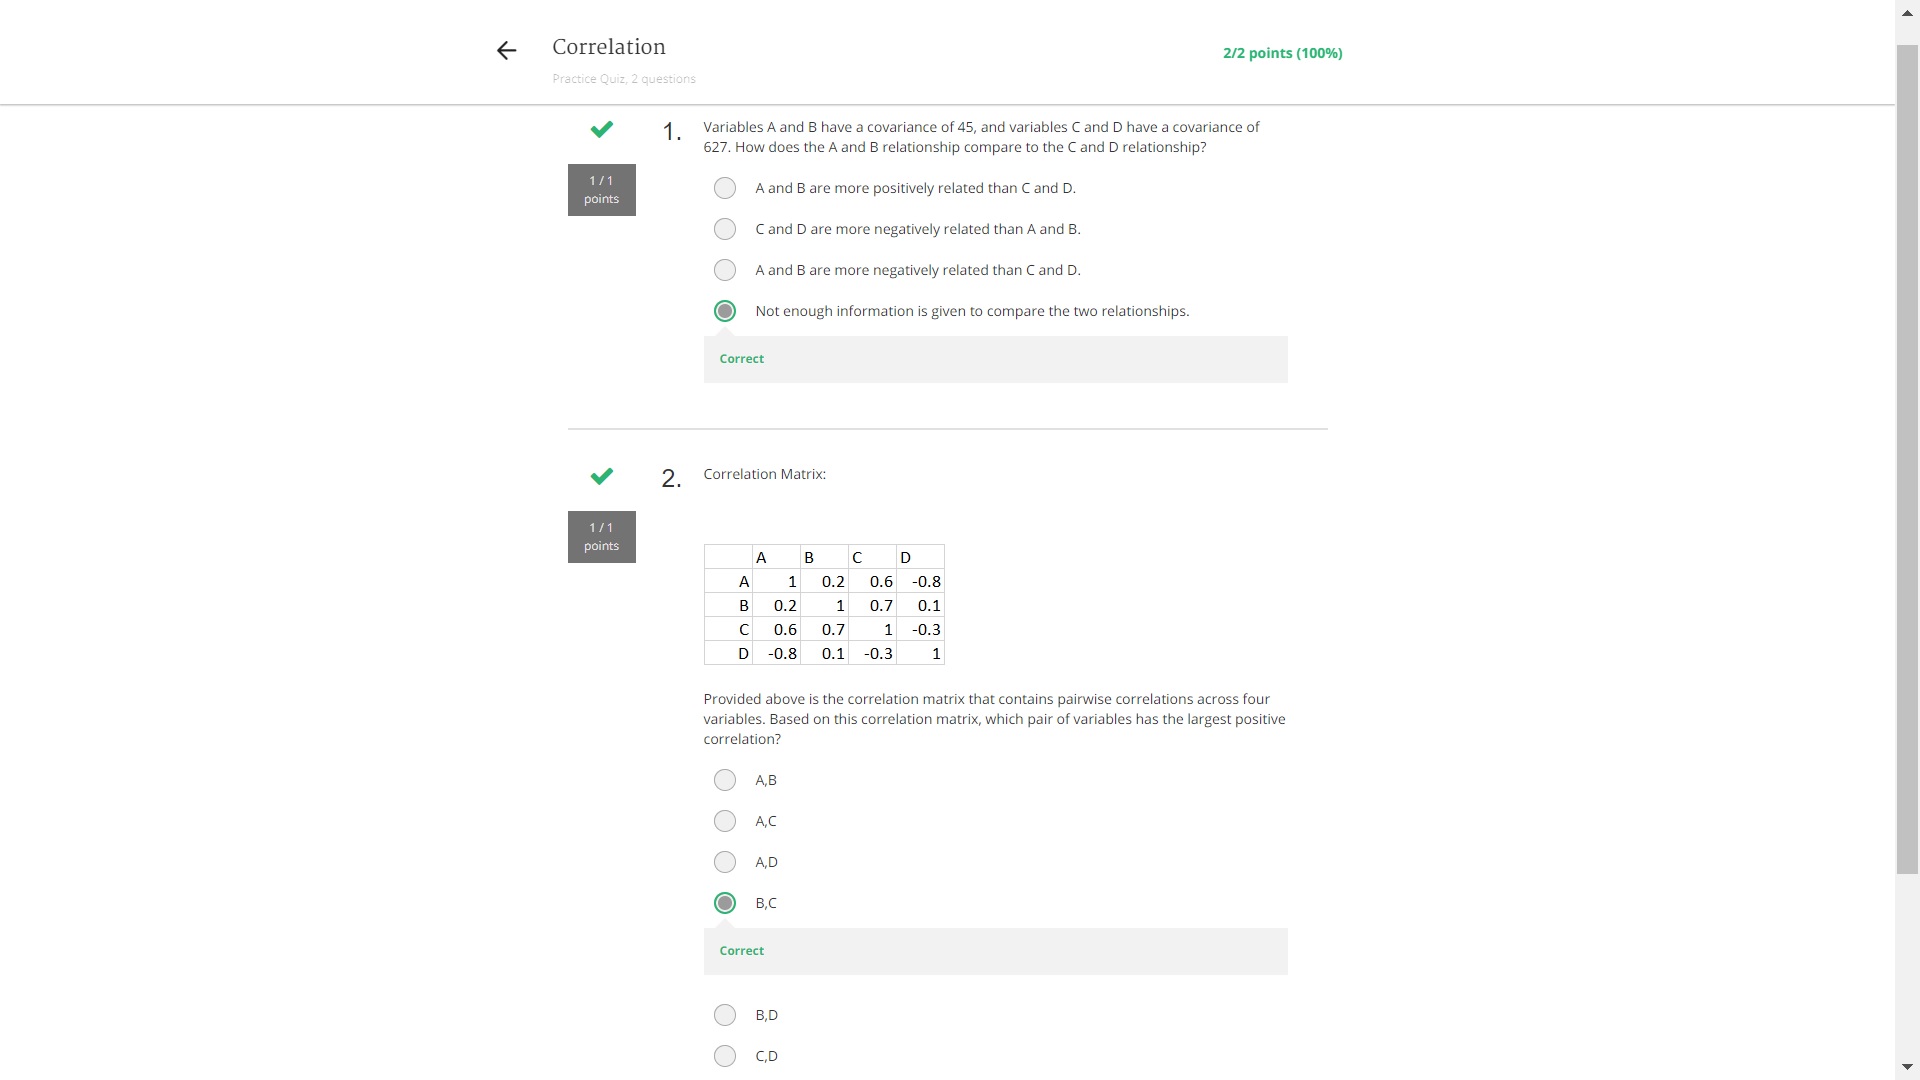 Correlation
2/2 points (100%)
Practice Quiz, 2 questions
1 / 1
points
1.
Variables A and B have a covariance of 45, and variables C and D have a covariance of
627. How does the A and B relationship compare to the C and D relationship?
A and B are more positively related than C and D.
C and D are more negatively related than A and B.
A and B are more negatively related than C and D.
Not enough information is given to compare the two relationships.
Correct
1 / 1
points
2.
Correlation Matrix:
A B C D
A 1 0.2 0.6 -0.8
B 0.2 1 0.7 0.1
C 0.6 0.7 1 -0.3
D -0.8 0.1 -0.3 1
Provided above is the correlation matrix that contains pairwise correlations across four
variables. Based on this correlation matrix, which pair of variables has the largest positive
correlation?
A,B
A,C
A,D
B,C
Correct
B,D
C,D